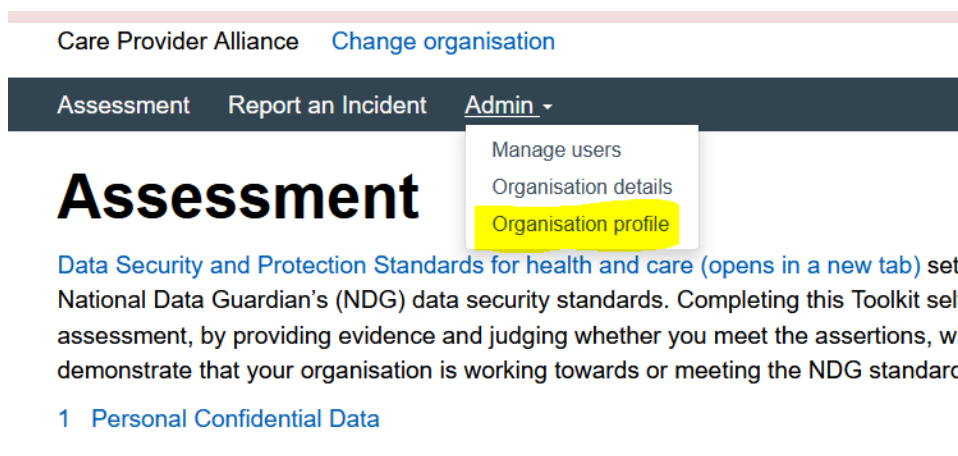 Care Provider Alliance Change organisation
Assessment Report an Incident Admin
Manage users
Organisation details
Organisation profile
Assessment
Data Security and Protection Standards for health and care (opens in a new tab) set
National Data Guardian's (NDG) data security standards. Completing this Toolkit sel
assessment, by providing evidence and judging whether you meet the assertions, w
demonstrate that your organisation is working towards or meeting the NDG standard
1 Personal Confidential Data